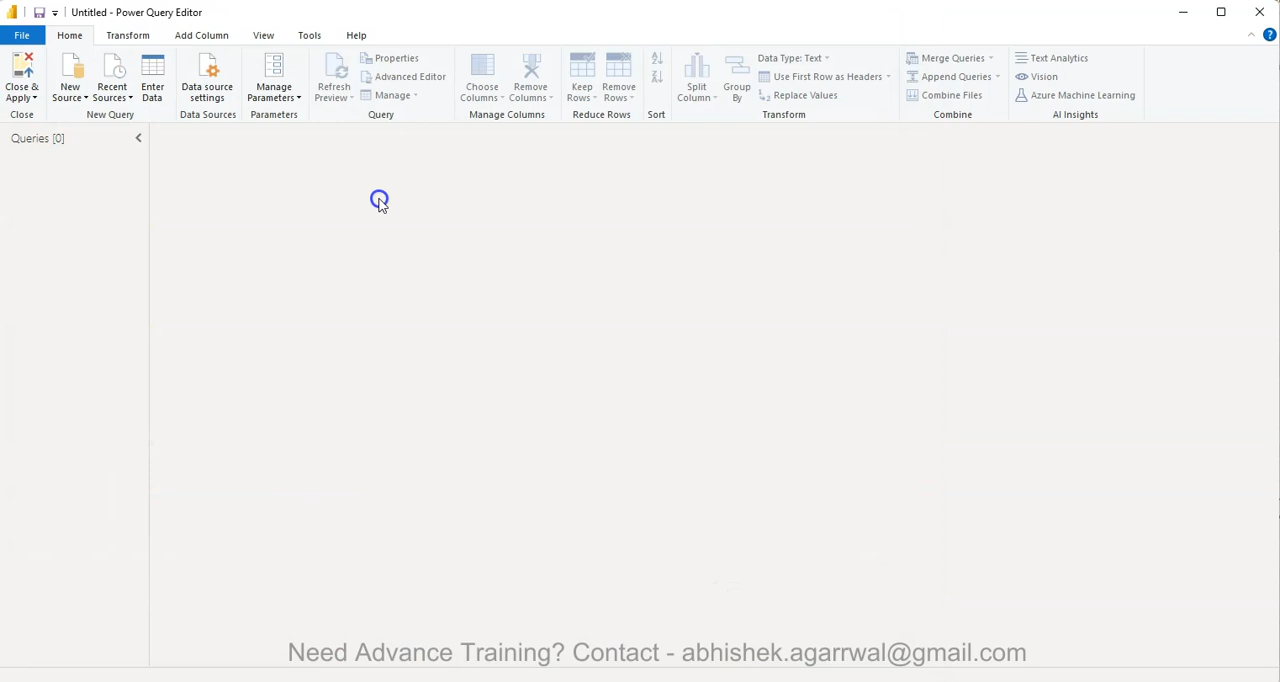 Untitled - Power Query Editor
File Home Transform Add Column View Tools Help ?
Close & Apply
New Source
Recent Sources
Enter Data
Data source settings
Manage Parameters
Refresh Preview
Properties
Advanced Editor
Manage
Choose Columns
Remove Columns
Keep Rows
Remove Rows
Split Column
Group By
Data Type: Text
Use First Row as Headers
Replace Values
Merge Queries
Append Queries
Combine Files
Text Analytics
Vision
Azure Machine Learning
Close New Query Data Sources Parameters Query Manage Columns Reduce Rows Sort Transform Combine AI Insights
Queries [0]
Need Advance Training? Contact - abhishek.agarrwal@gmail.com